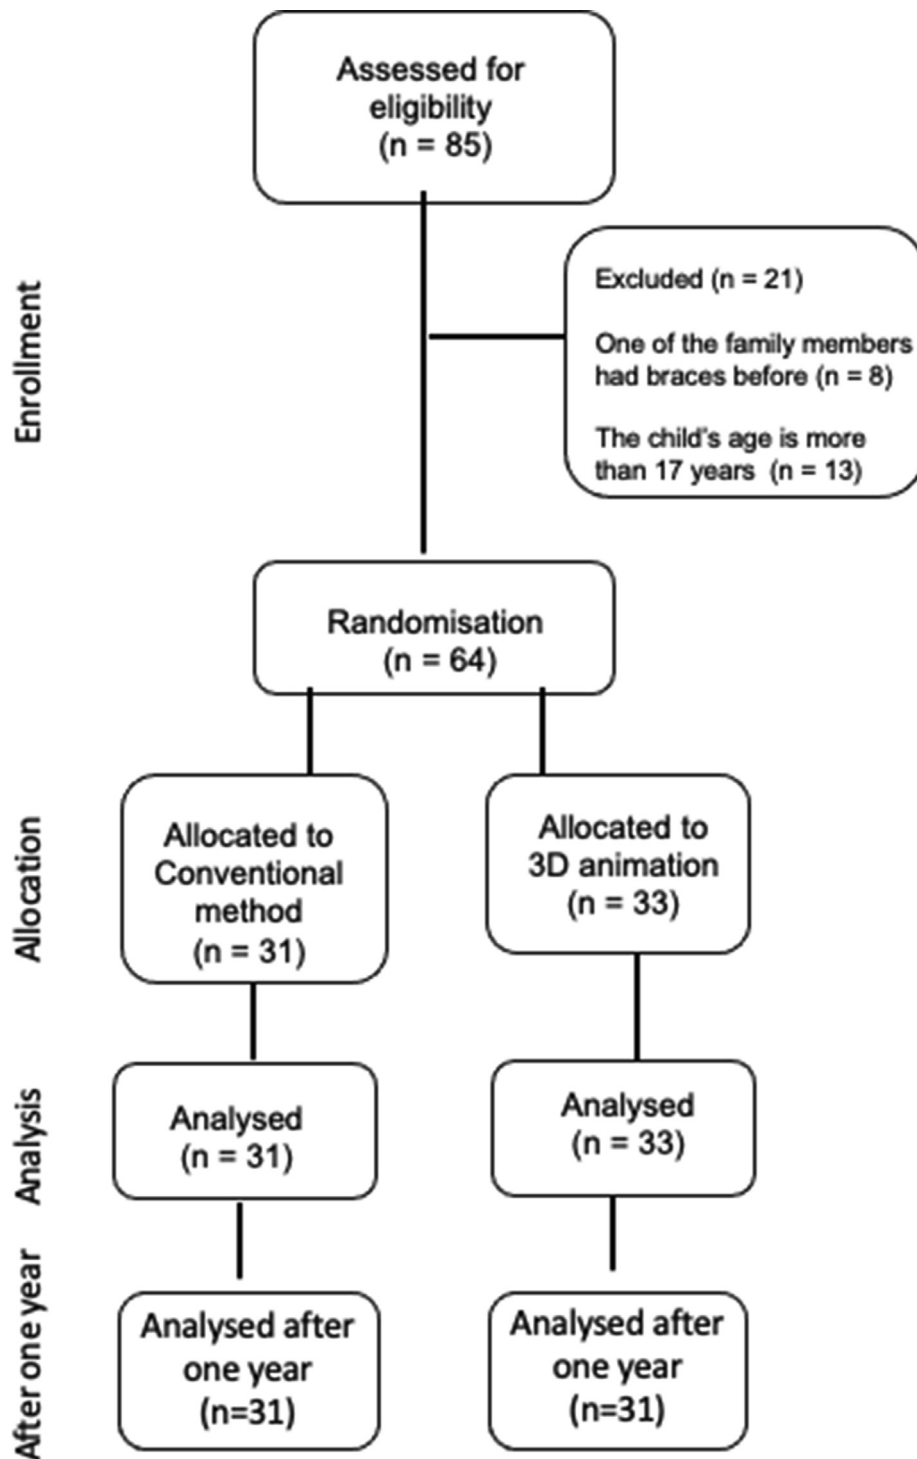 Assessed for
eligibility
(n = 85)
Enrollment
Excluded (n = 21)
One of the family members
had braces before (n = 8)
The child's age is more
than 17 years (n = 13)
Randomisation
(n = 64)
Allocation
Allocated to
Conventional
method
(n = 31)
Allocated to
3D animation
(n = 33)
Analysis
Analysed
(n = 31)
Analysed
(n = 33)
After one year
Analysed after
one year
(n=31)
Analysed after
one year
(n=31)